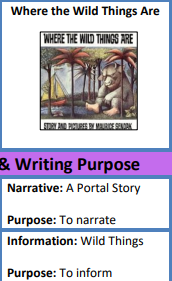 Where the Wild Things Are
WHERE THE WILD THINGS ARE
STORY AND PICTURES BY MAURICE SENDAK
& Writing Purpose
Narrative: A Portal Story
Purpose: To narrate
Information: Wild Things
Purpose: To inform